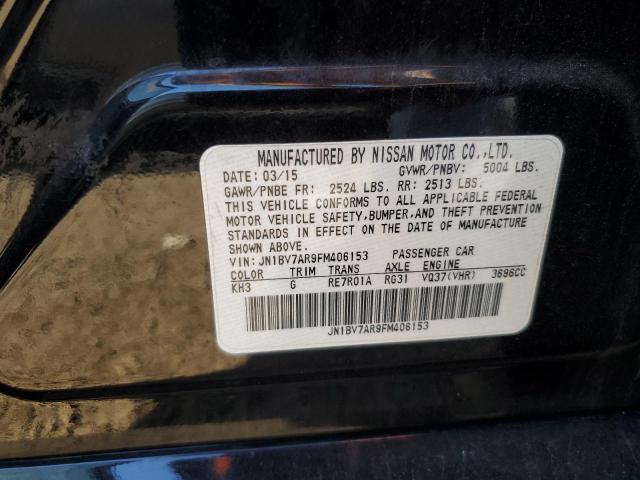 MANUFACTURED BY NISSAN MOTOR CO.,LTD.
DATE: 03/15 GVWR/PNBV: 5004 LBS.
GAWR/PNBE FR: 2524 LBS. RR: 2513 LBS.
THIS VEHICLE CONFORMS TO ALL APPLICABLE FEDERAL
MOTOR VEHICLE SAFETY, BUMPER, AND THEFT PREVENTION
STANDARDS IN EFFECT ON THE DATE OF MANUFACTURE
SHOWN ABOVE.
VIN: JN1BV7AR9FM406153 PASSENGER CAR
COLOR TRIM TRANS AXLE ENGINE
KH3 G RE7R01A RG31 VQ37(VHR) 3696CC
JN1BV7AR9FM406153